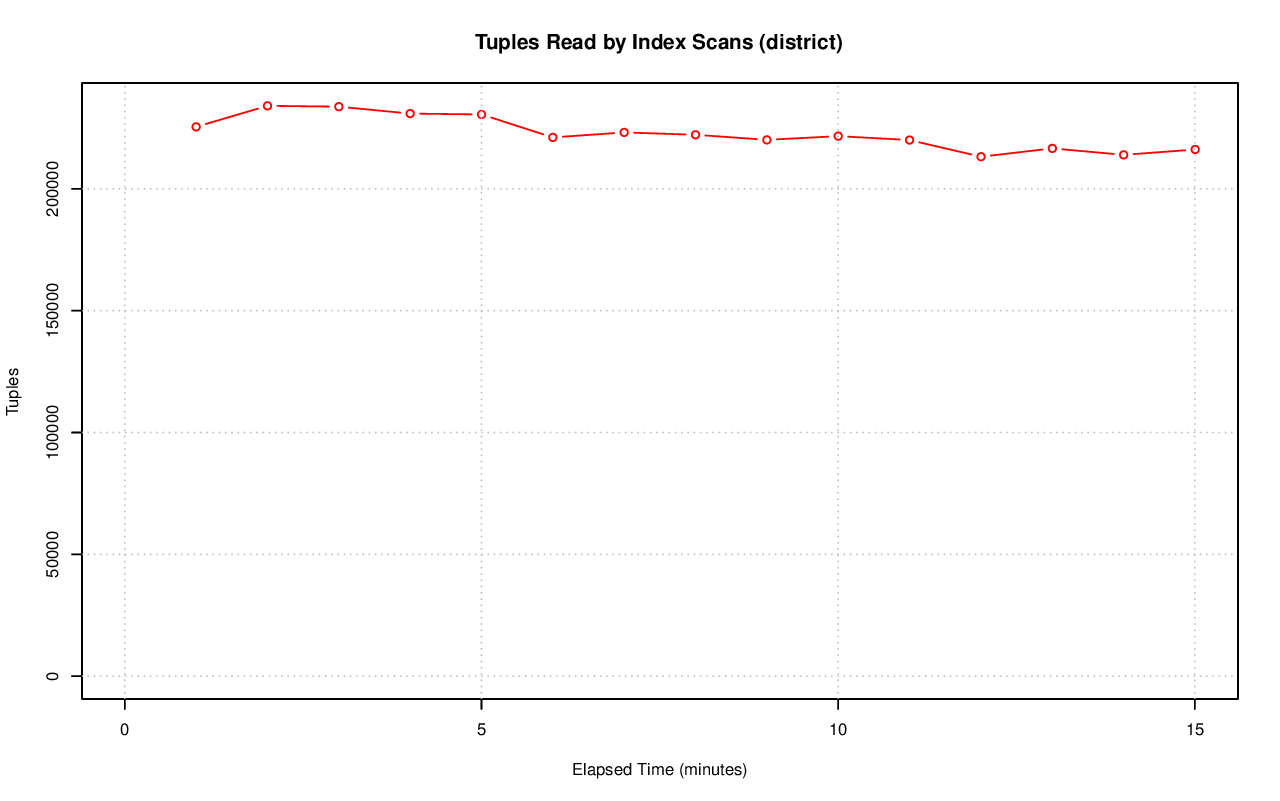 Tuples Read by Index Scans (district)
Tuples
200000
150000
100000
50000
0
0 5 10 15
Elapsed Time (minutes)